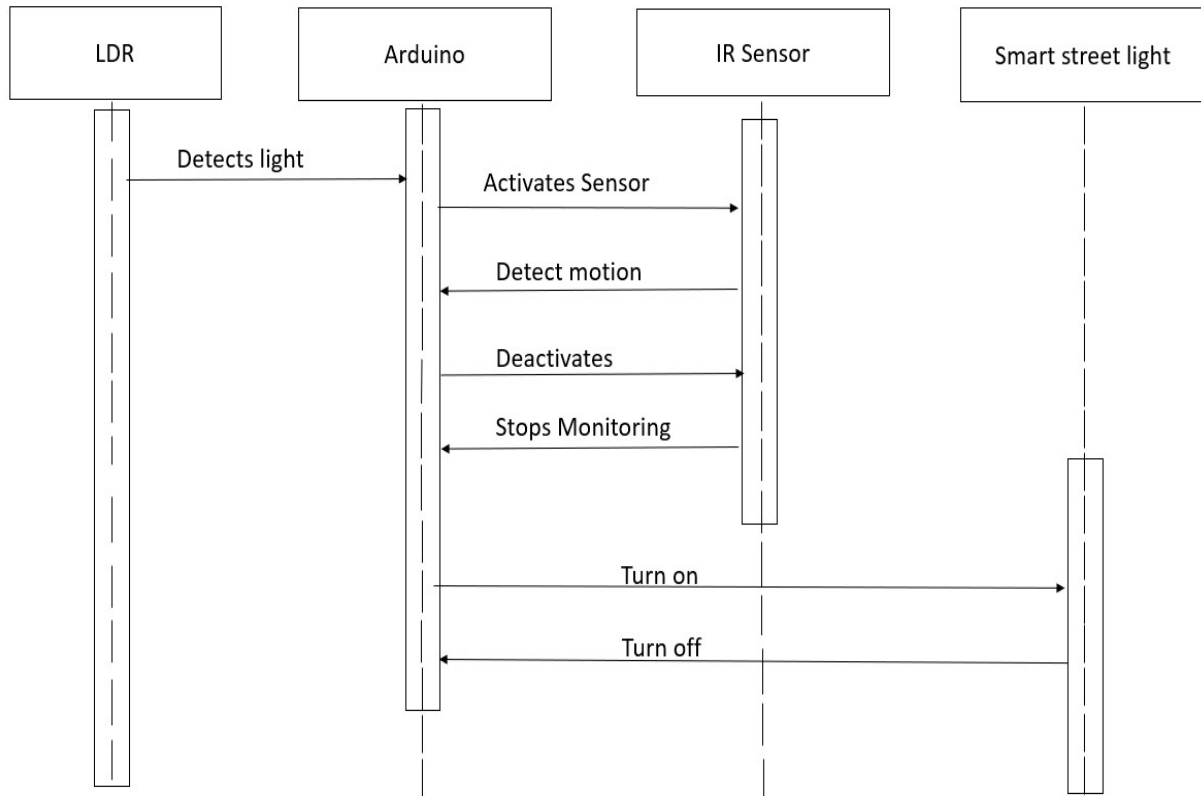 LDR
Arduino
IR Sensor
Smart street light
Detects light
Activates Sensor
Detect motion
Deactivates
Stops Monitoring
Turn on
Turn off